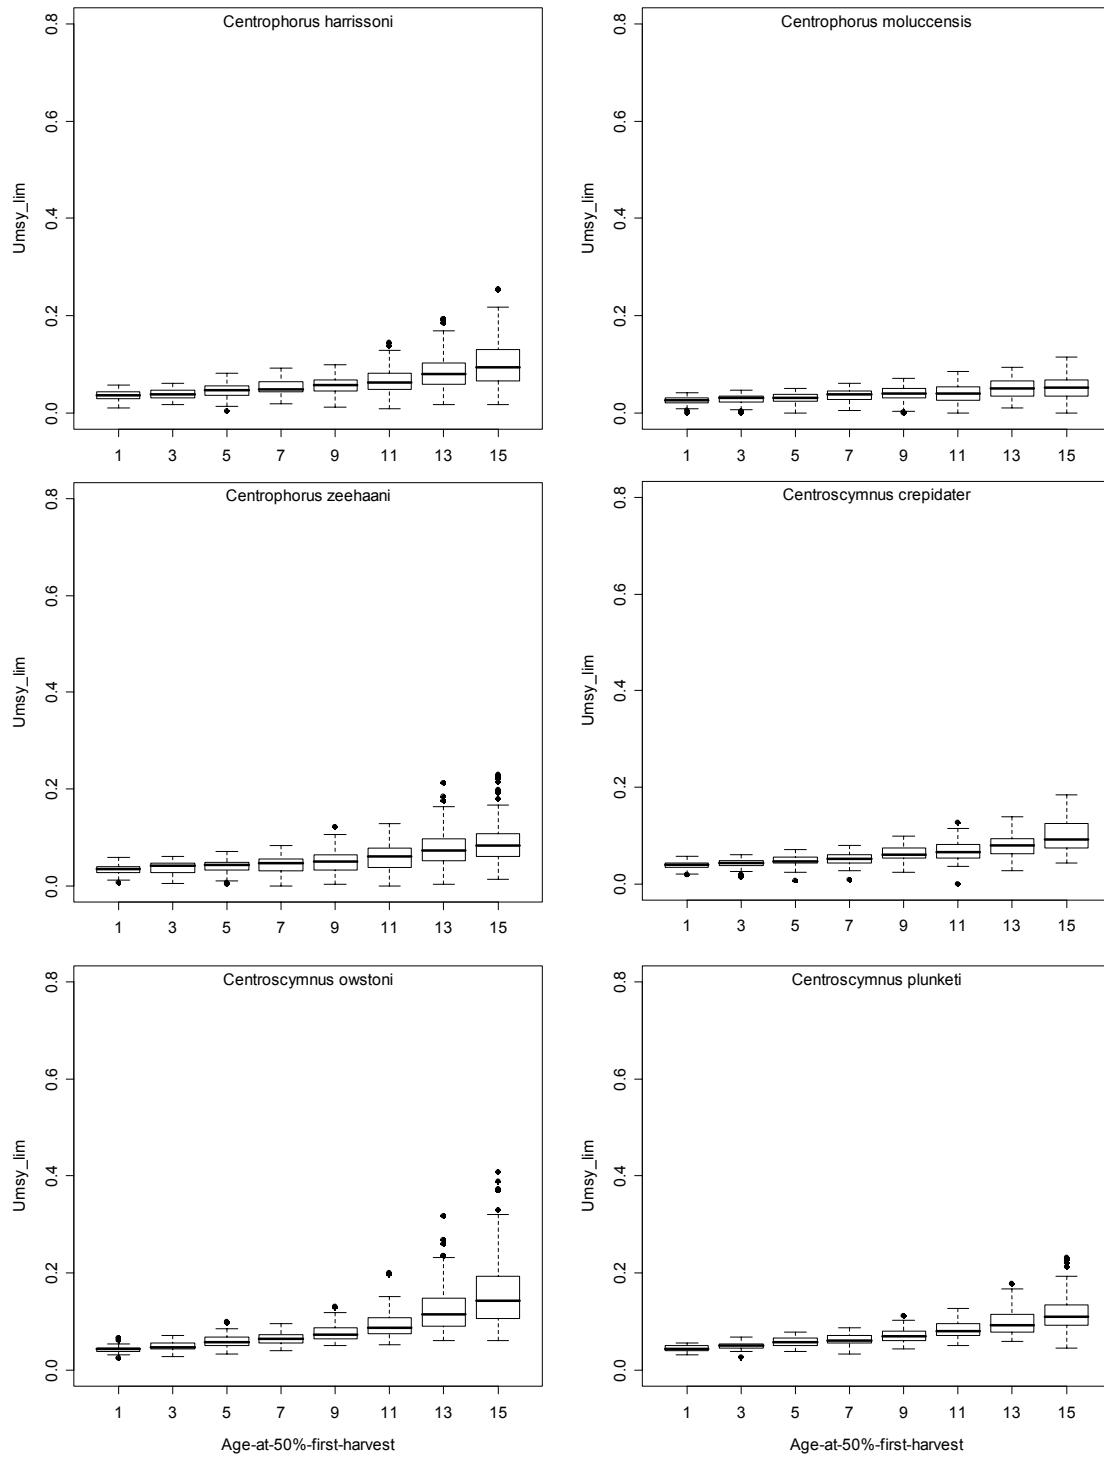 Centrophorus harrissoni
Umsy_lim
0.8
0.6
0.4
0.2
0.0
1 3 5 7 9 11 13 15
Centrophorus moluccensis
Umsy_lim
0.8
0.6
0.4
0.2
0.0
1 3 5 7 9 11 13 15
Centrophorus zeehaani
Umsy_lim
0.8
0.6
0.4
0.2
0.0
1 3 5 7 9 11 13 15
Centroscymnus crepidater
Umsy_lim
0.8
0.6
0.4
0.2
0.0
1 3 5 7 9 11 13 15
Centroscymnus owstoni
Umsy_lim
0.8
0.6
0.4
0.2
0.0
1 3 5 7 9 11 13 15
Age-at-50%-first-harvest
Centroscymnus plunketi
Umsy_lim
0.8
0.6
0.4
0.2
0.0
1 3 5 7 9 11 13 15
Age-at-50%-first-harvest